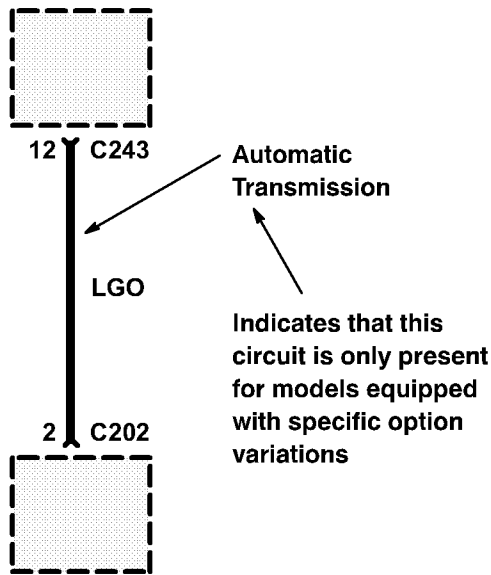 12 C243
Automatic
Transmission
LGO
Indicates that this
circuit is only present
for models equipped
with specific option
variations
2 C202